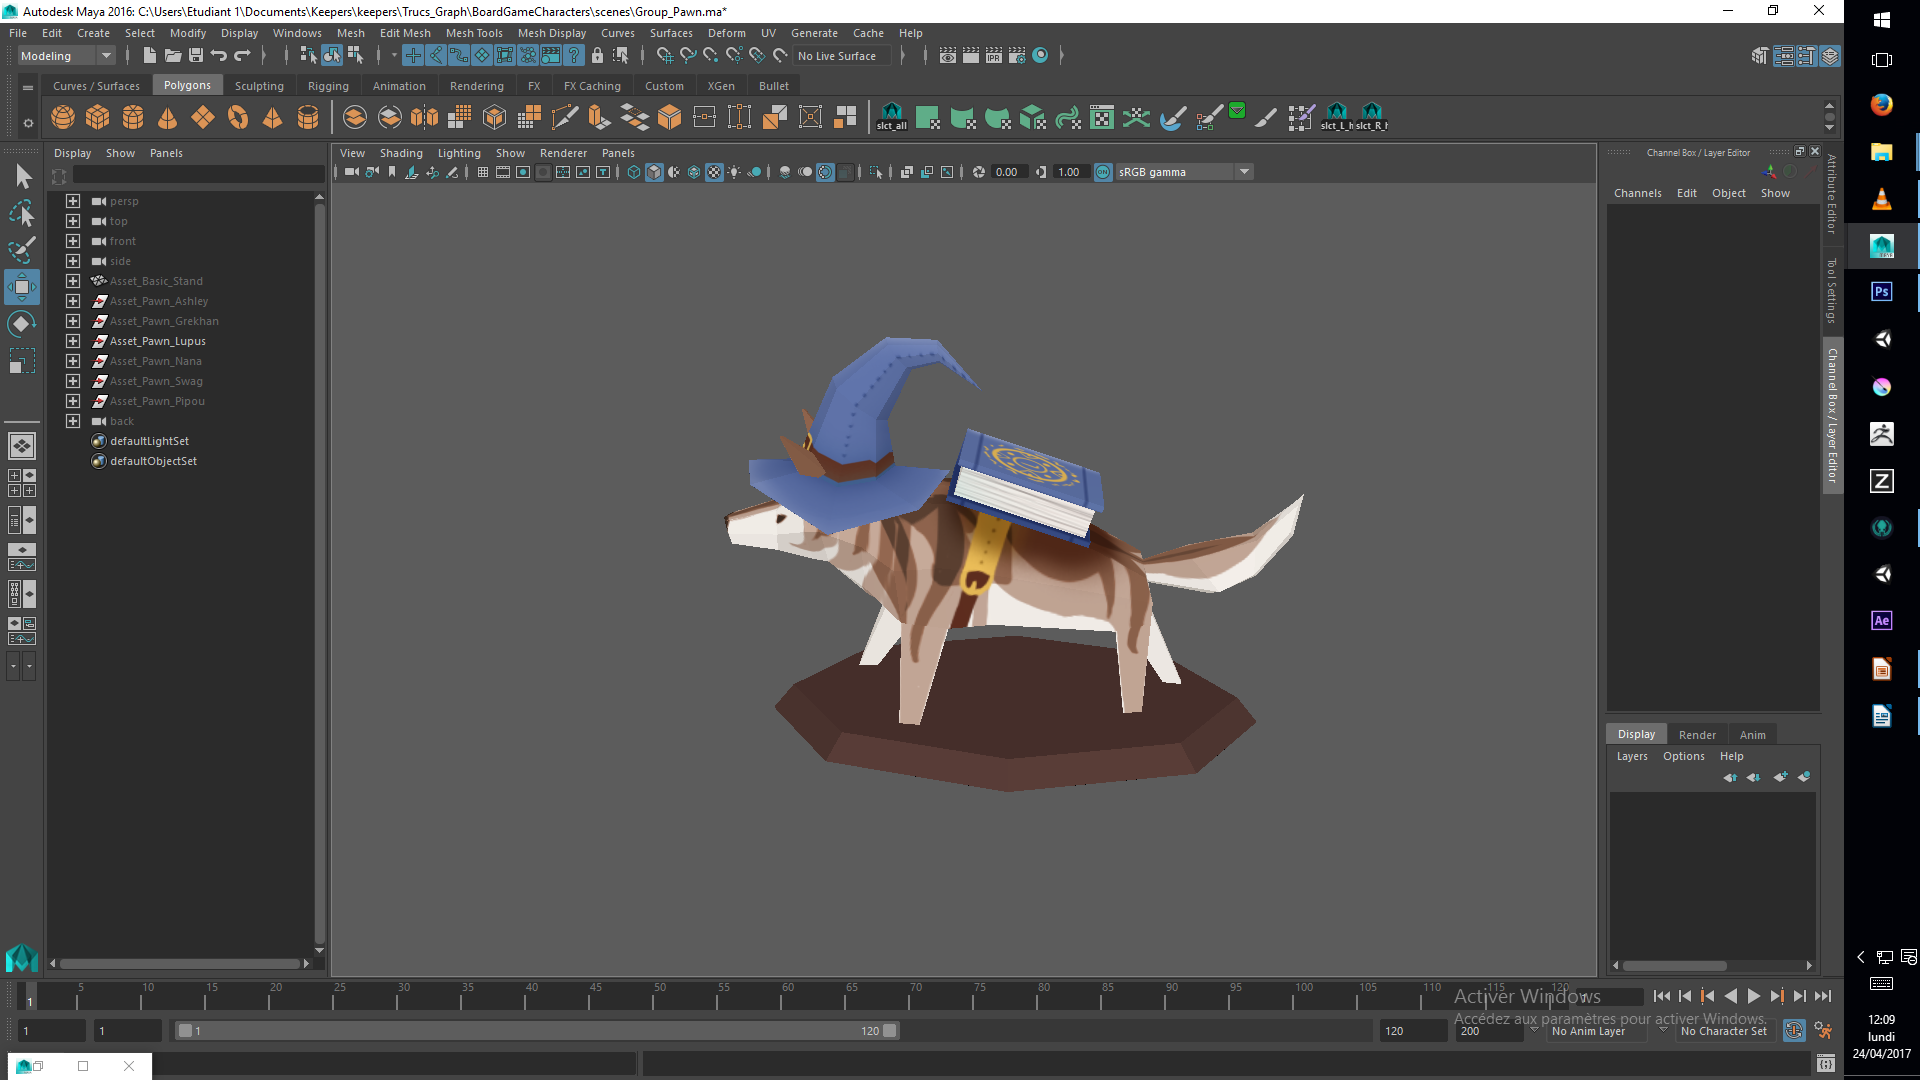 Autodesk Maya 2016: C:\Users\Etudiant 1\Documents\Keepers\keepers\Trucs_Graph\BoardGameCharacters\scenes\Group_Pawn.ma*
File Edit Create Select Modify Display Windows Mesh Edit Mesh Mesh Tools Mesh Display Curves Surfaces Deform UV Generate Cache Help
Modeling No Live Surface IPR
Curves / Surfaces Polygons Sculpting Rigging Animation Rendering FX FX Caching Custom XGen Bullet
slct_all slct_L_h slct_R_h
Display Show Panels
View Shading Lighting Show Renderer Panels
0.00 1.00 ON sRGB gamma
persp
top
front
side
Asset_Basic_Stand
Asset_Pawn_Ashley
Asset_Pawn_Grekhan
Asset_Pawn_Lupus
Asset_Pawn_Nana
Asset_Pawn_Swag
Asset_Pawn_Pipou
back
defaultLightSet
defaultObjectSet
Channel Box / Layer Editor
Channels Edit Object Show
Attribute Editor
Tool Settings
Channel Box / Layer Editor
Display Render Anim
Layers Options Help
Ps
Z
Ae
1 5 10 15 20 25 30 35 40 45 50 55 60 65 70 75 80 85 90 95 100 105 110 115 120
Activer Windows
Accédez aux paramètres pour activer Windows.
1 1 1 120 120 200 No Anim Layer No Character Set
12:09
lundi
24/04/2017